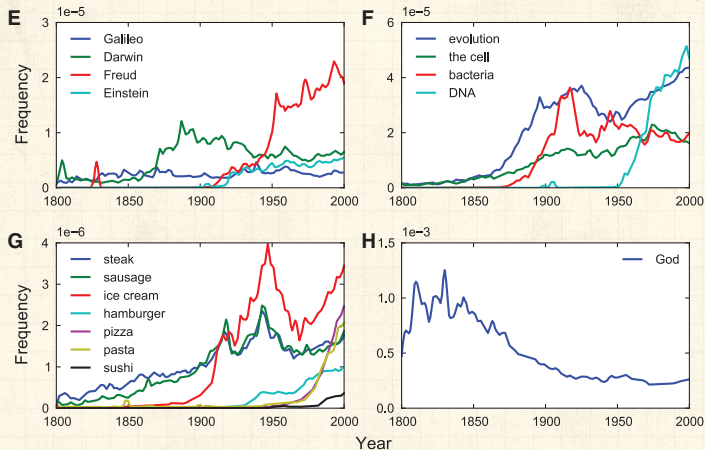 E
1e−5
3
2
1
0
Frequency
Galileo
Darwin
Freud
Einstein
1800 1850 1900 1950 2000
F
1e−5
6
4
2
0
evolution
the cell
bacteria
DNA
1800 1850 1900 1950 2000
G
1e−6
4
3
2
1
0
Frequency
steak
sausage
ice cream
hamburger
pizza
pasta
sushi
1800 1850 1900 1950 2000
H
1e−3
1.5
1.0
0.5
0.0
God
1800 1850 1900 1950 2000
Year